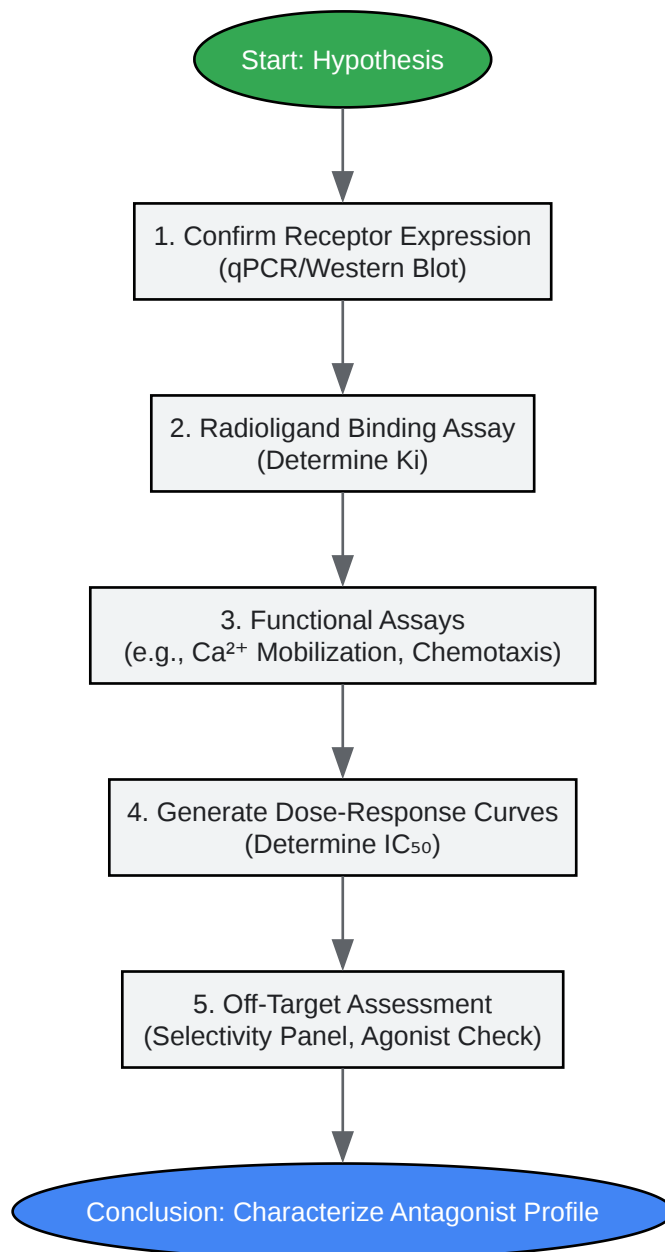 Start: Hypothesis
1. Confirm Receptor Expression
(qPCR/Western Blot)
2. Radioligand Binding Assay
(Determine Ki)
3. Functional Assays
(e.g., Ca²⁺ Mobilization, Chemotaxis)
4. Generate Dose-Response Curves
(Determine IC₅₀)
5. Off-Target Assessment
(Selectivity Panel, Agonist Check)
Conclusion: Characterize Antagonist Profile